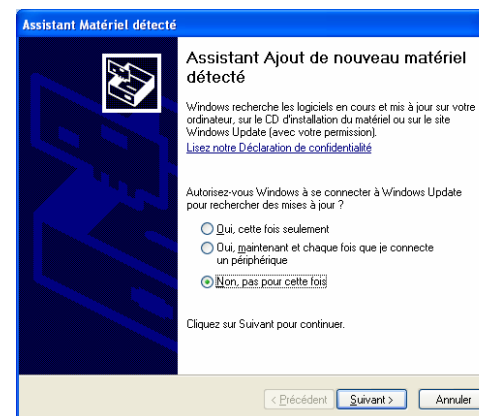 Assistant Matériel détecté
Assistant Ajout de nouveau matériel
détecté
Windows recherche les logiciels en cours et mis à jour sur votre
ordinateur, sur le CD d'installation du matériel ou sur le site
Windows Update (avec votre permission).
Lisez notre Déclaration de confidentialité
Autorisez-vous Windows à se connecter à Windows Update
pour rechercher des mises à jour ?
Oui, cette fois seulement
Oui, maintenant et chaque fois que je connecte
un périphérique
Non, pas pour cette fois
Cliquez sur Suivant pour continuer.
< Précédent Suivant > Annuler